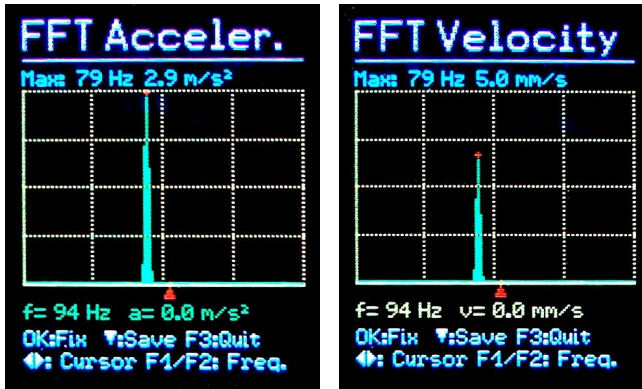 FFT Acceler.
Max: 79 Hz 2.9 m/s²
f= 94 Hz a= 0.0 m/s²
OK:Fix ▼:Save F3:Quit
◀▶: Cursor F1/F2: Freq.
FFT Velocity
Max: 79 Hz 5.0 mm/s
f= 94 Hz v= 0.0 mm/s
OK:Fix ▼:Save F3:Quit
◀▶: Cursor F1/F2: Freq.